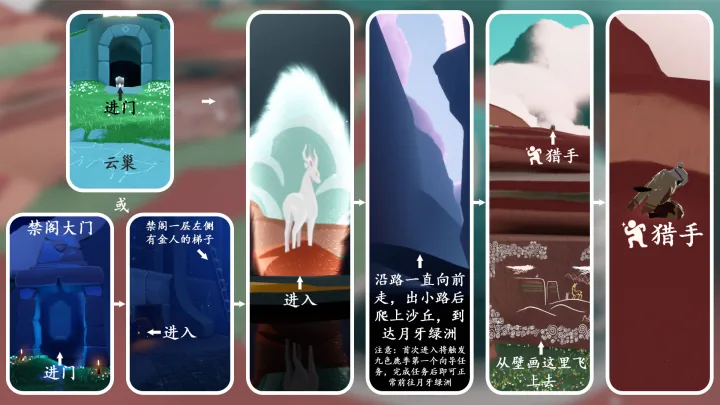 进门
云巢
或
禁阁大门
进门
禁阁一层左侧
有金人的梯子
进入
进入
沿路一直向前
走，出小路后
爬上沙丘，到
达月牙绿洲
注意：首次进入将触发
九色鹿季第一个向导任
务，完成任务后即可正
常前往月牙绿洲
猎手
从壁画这里飞
上去
猎手